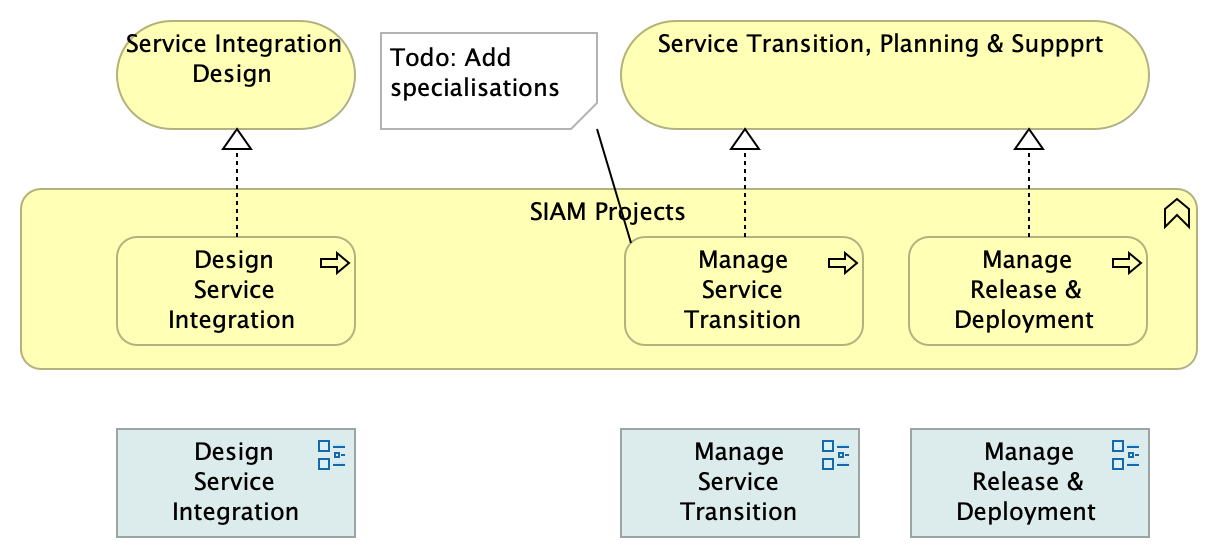 Service Integration
Design
Todo: Add
specialisations
Service Transition, Planning & Suppprt
SIAM Projects
Design
Service
Integration
Manage
Service
Transition
Manage
Release &
Deployment
Design
Service
Integration
Manage
Service
Transition
Manage
Release &
Deployment